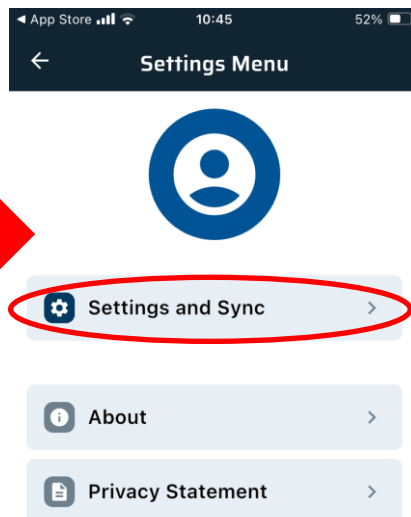 App Store 10:45 52%
Settings Menu
Settings and Sync
About
Privacy Statement